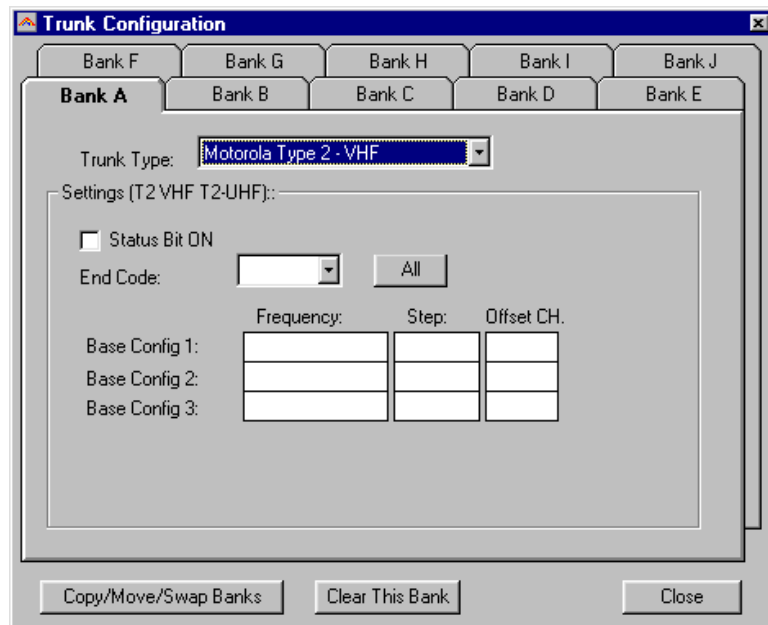 Trunk Configuration
Bank F Bank G Bank H Bank I Bank J
Bank A Bank B Bank C Bank D Bank E
Trunk Type: Motorola Type 2 - VHF
Settings (T2 VHF T2-UHF)::
Status Bit ON
End Code: All
Frequency: Step: Offset CH.
Base Config 1:
Base Config 2:
Base Config 3:
Copy/Move/Swap Banks Clear This Bank Close